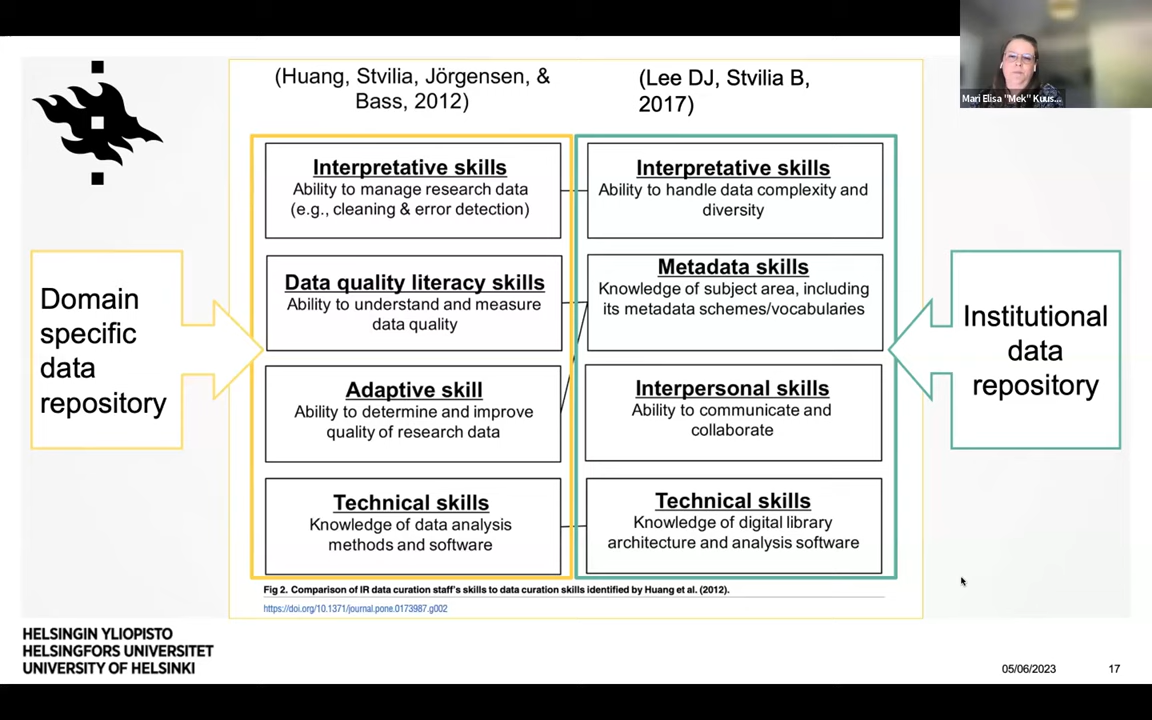 (Huang, Stvilia, Jörgensen, &
Bass, 2012)
(Lee DJ, Stvilia B,
2017)
Mari Elisa "Mek" Kuus...
Domain
specific
data
repository
Interpretative skills
Ability to manage research data
(e.g., cleaning & error detection)
Data quality literacy skills
Ability to understand and measure
data quality
Adaptive skill
Ability to determine and improve
quality of research data
Technical skills
Knowledge of data analysis
methods and software
Interpretative skills
Ability to handle data complexity and
diversity
Metadata skills
Knowledge of subject area, including
its metadata schemes/vocabularies
Interpersonal skills
Ability to communicate and
collaborate
Technical skills
Knowledge of digital library
architecture and analysis software
Institutional
data
repository
Fig 2. Comparison of IR data curation staff's skills to data curation skills identified by Huang et al. (2012).
https://doi.org/10.1371/journal.pone.0173987.g002
HELSINGIN YLIOPISTO
HELSINGFORS UNIVERSITET
UNIVERSITY OF HELSINKI
05/06/2023
17